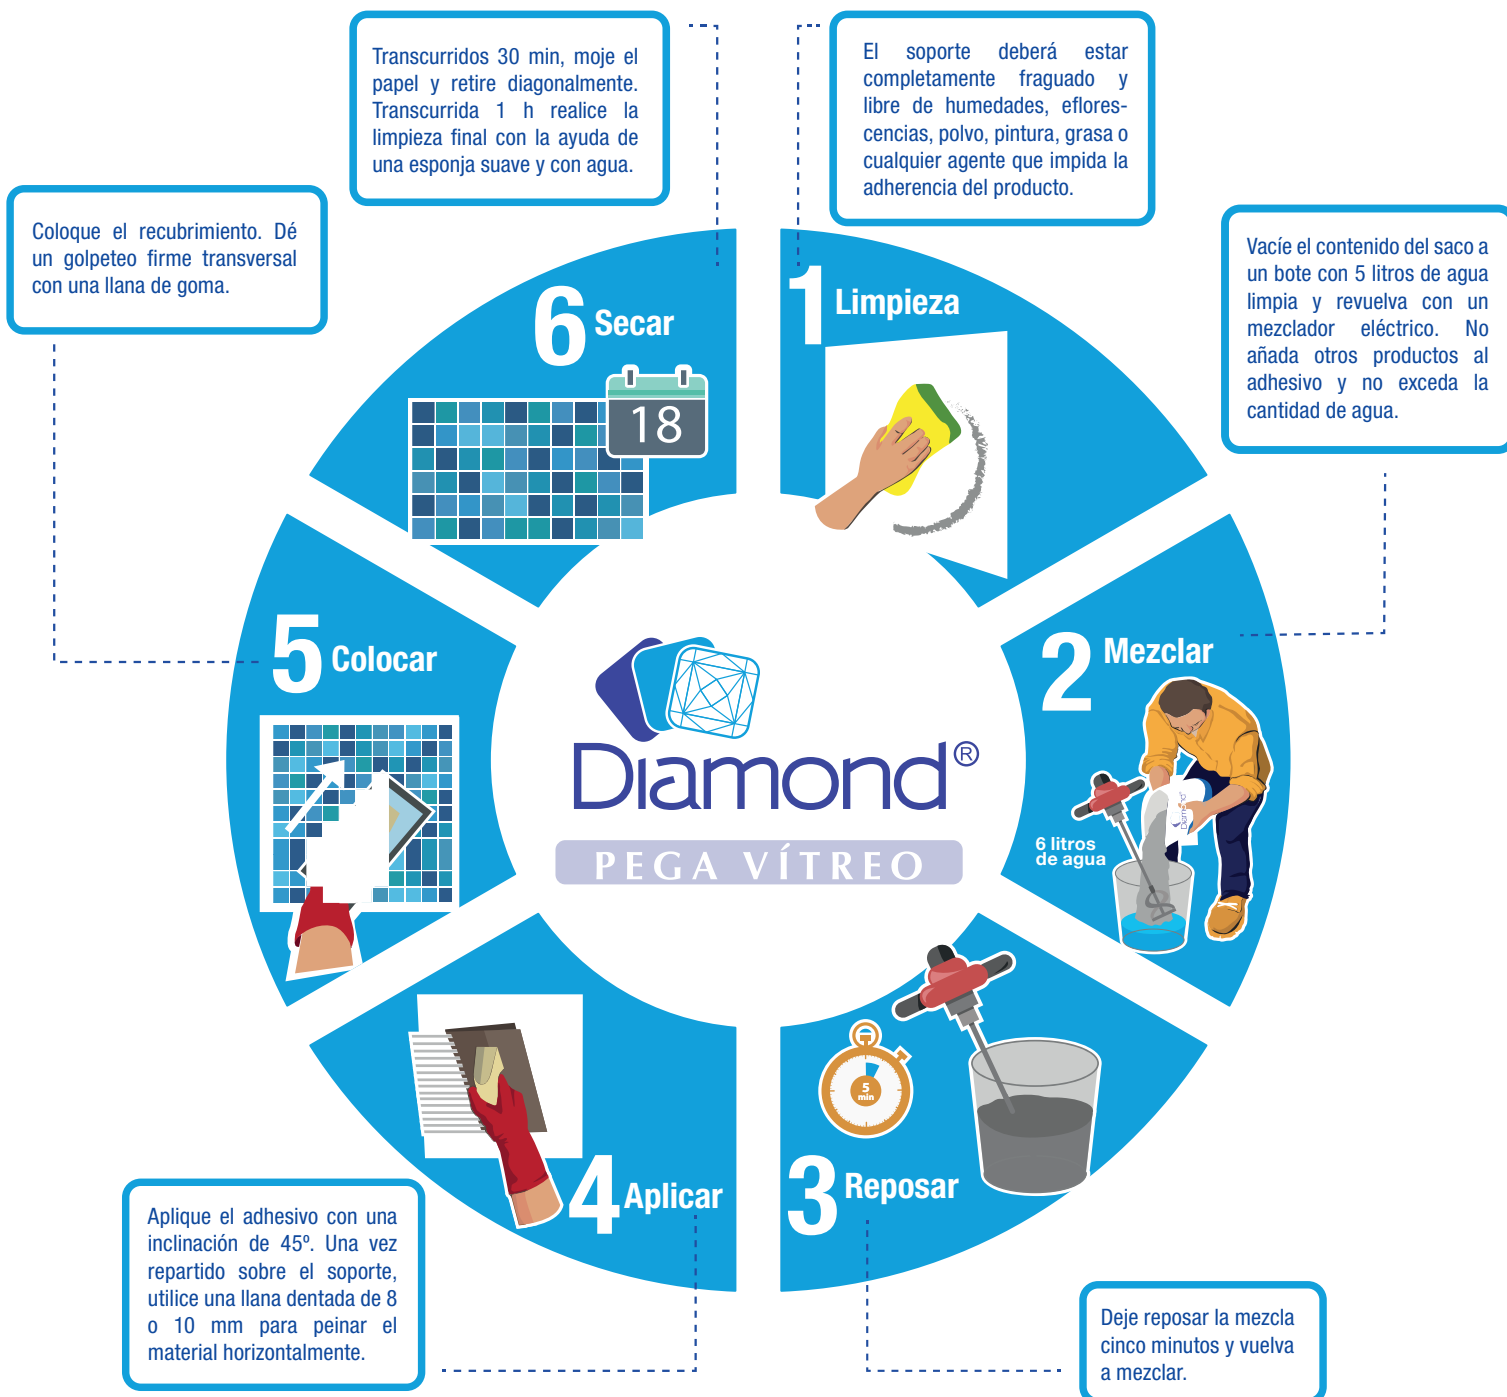 Transcurridos 30 min, moje el
papel y retire diagonalmente.
Transcurrida 1 h realice la
limpieza final con la ayuda de
una esponja suave y con agua.
El soporte deberá estar
completamente fraguado y
libre de humedades, eflores-
cencias, polvo, pintura, grasa o
cualquier agente que impida la
adherencia del producto.
Coloque el recubrimiento. Dé
un golpeteo firme transversal
con una llana de goma.
Vacíe el contenido del saco a
un bote con 5 litros de agua
limpia y revuelva con un
mezclador eléctrico. No
añada otros productos al
adhesivo y no exceda la
cantidad de agua.
6 Secar
18
1 Limpieza
5 Colocar
2 Mezclar
Diamond®
6 litros
de agua
Diamond®
PEGA VÍTREO
5
min
4 Aplicar
3 Reposar
Aplique el adhesivo con una
inclinación de 45º. Una vez
repartido sobre el soporte,
utilice una llana dentada de 8
o 10 mm para peinar el
material horizontalmente.
Deje reposar la mezcla
cinco minutos y vuelva
a mezclar.